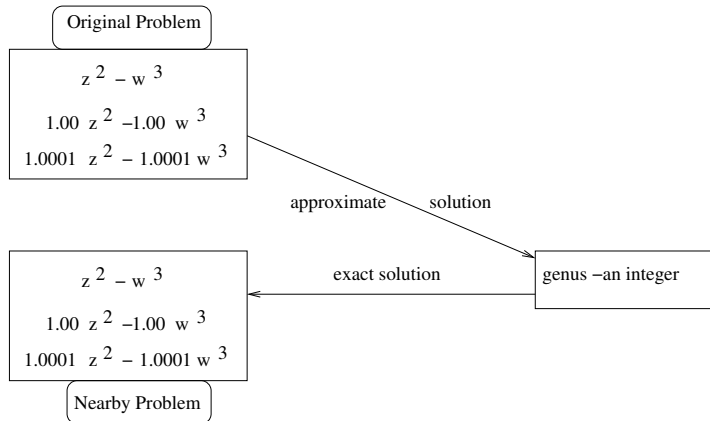 Original Problem
z 2 − w 3
1.00 z 2 −1.00 w 3
1.0001 z 2 − 1.0001 w 3
approximate solution
z 2 − w 3
1.00 z 2 −1.00 w 3
1.0001 z 2 − 1.0001 w 3
exact solution
genus −an integer
Nearby Problem